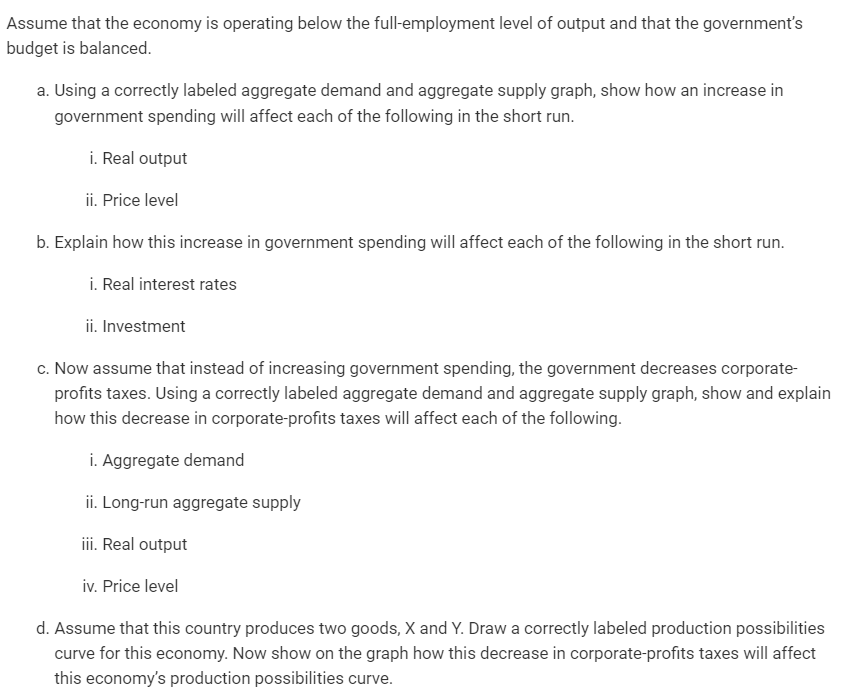 Assume that the economy is operating below the full-employment level of output and that the government's
budget is balanced.
a. Using a correctly labeled aggregate demand and aggregate supply graph, show how an increase in
government spending will affect each of the following in the short run.
i. Real output
ii. Price level
b. Explain how this increase in government spending will affect each of the following in the short run.
i. Real interest rates
ii. Investment
c. Now assume that instead of increasing government spending, the government decreases corporate-
profits taxes. Using a correctly labeled aggregate demand and aggregate supply graph, show and explain
how this decrease in corporate-profits taxes will affect each of the following.
i. Aggregate demand
ii. Long-run aggregate supply
iii. Real output
iv. Price level
d. Assume that this country produces two goods, X and Y. Draw a correctly labeled production possibilities
curve for this economy. Now show on the graph how this decrease in corporate-profits taxes will affect
this economy's production possibilities curve.